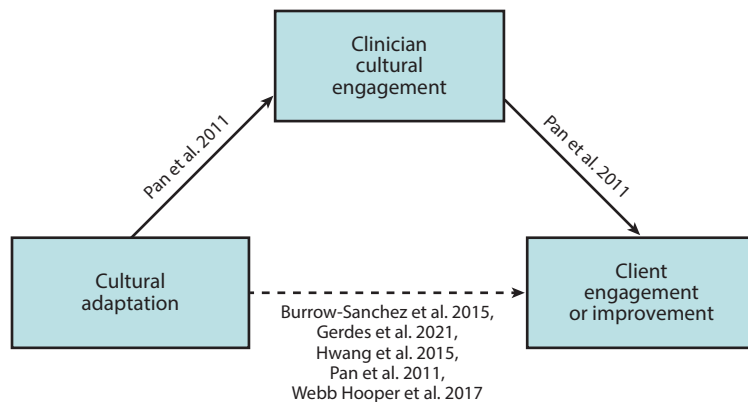 Clinician
cultural
engagement
Pan et al. 2011
Pan et al. 2011
Cultural
adaptation
Client
engagement
or improvement
Burrow-Sanchez et al. 2015,
Gerdes et al. 2021,
Hwang et al. 2015,
Pan et al. 2011,
Webb Hooper et al. 2017